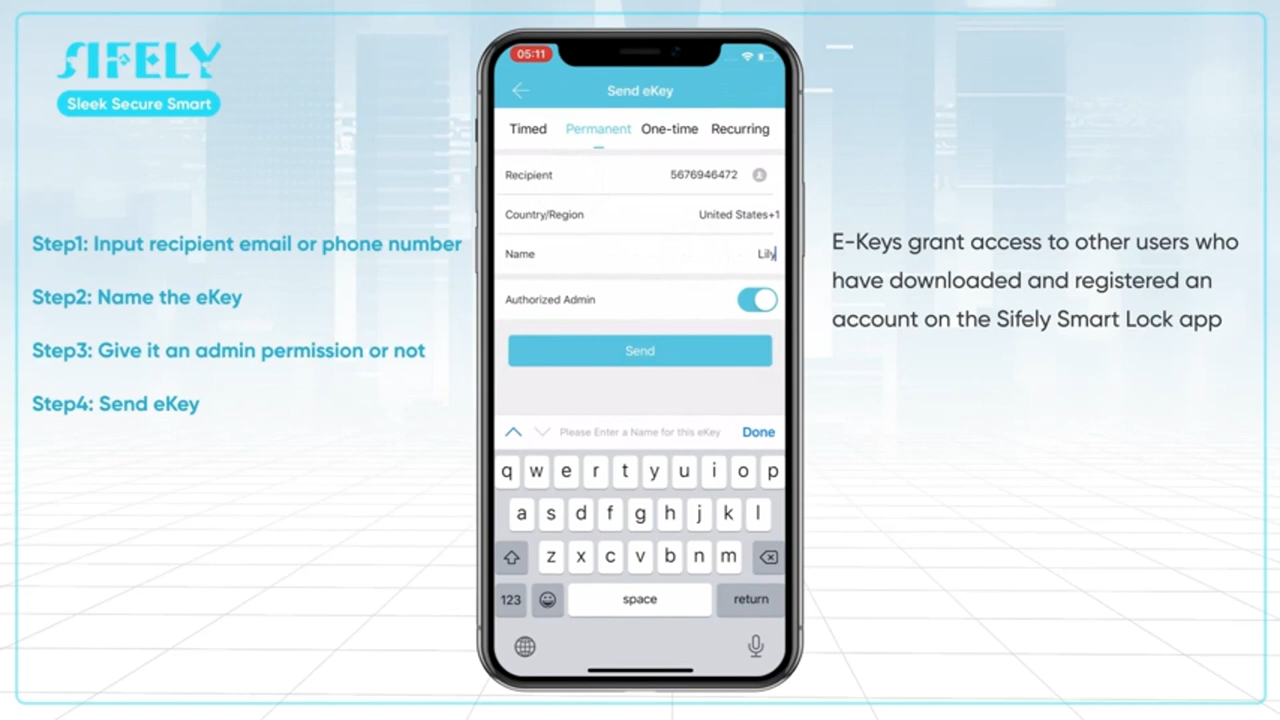 SIFELY
Sleek Secure Smart
Step1: Input recipient email or phone number
Step2: Name the eKey
Step3: Give it an admin permission or not
Step4: Send eKey
05:11
Send eKey
Timed Permanent One-time Recurring
Recipient 5676946472
Country/Region United States+1
Name Lily
Authorized Admin
Send
Please Enter a Name for this eKey Done
q w e r t y u i o p
a s d f g h j k l
z x c v b n m
123 space return
E-Keys grant access to other users who
have downloaded and registered an
account on the Sifely Smart Lock app